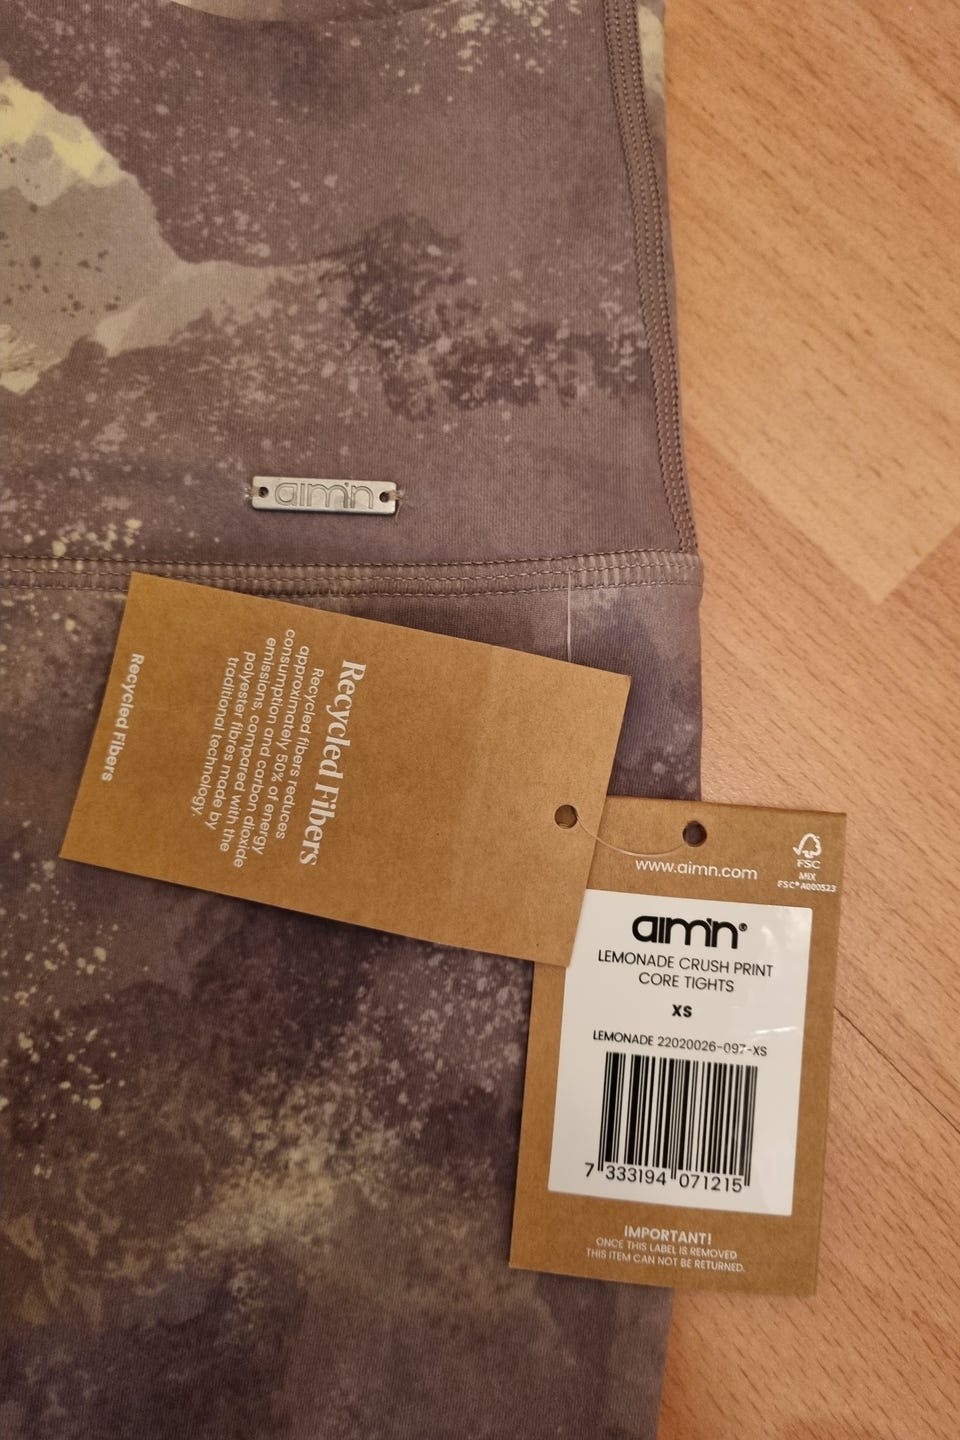 aim'n
Recycled Fibers
Recycled fibers reduces
approximately 50% of energy
consumption and carbon dioxide
emissions, compared with the
polyester fibres made by
traditional technology.
Recycled Fibers
www.aimn.com
FSC
MIX
FSC® A000523
aim'n®
LEMONADE CRUSH PRINT
CORE TIGHTS
XS
LEMONADE 22020026-097-XS
7 333194 071215
IMPORTANT!
ONCE THIS LABEL IS REMOVED
THIS ITEM CAN NOT BE RETURNED.